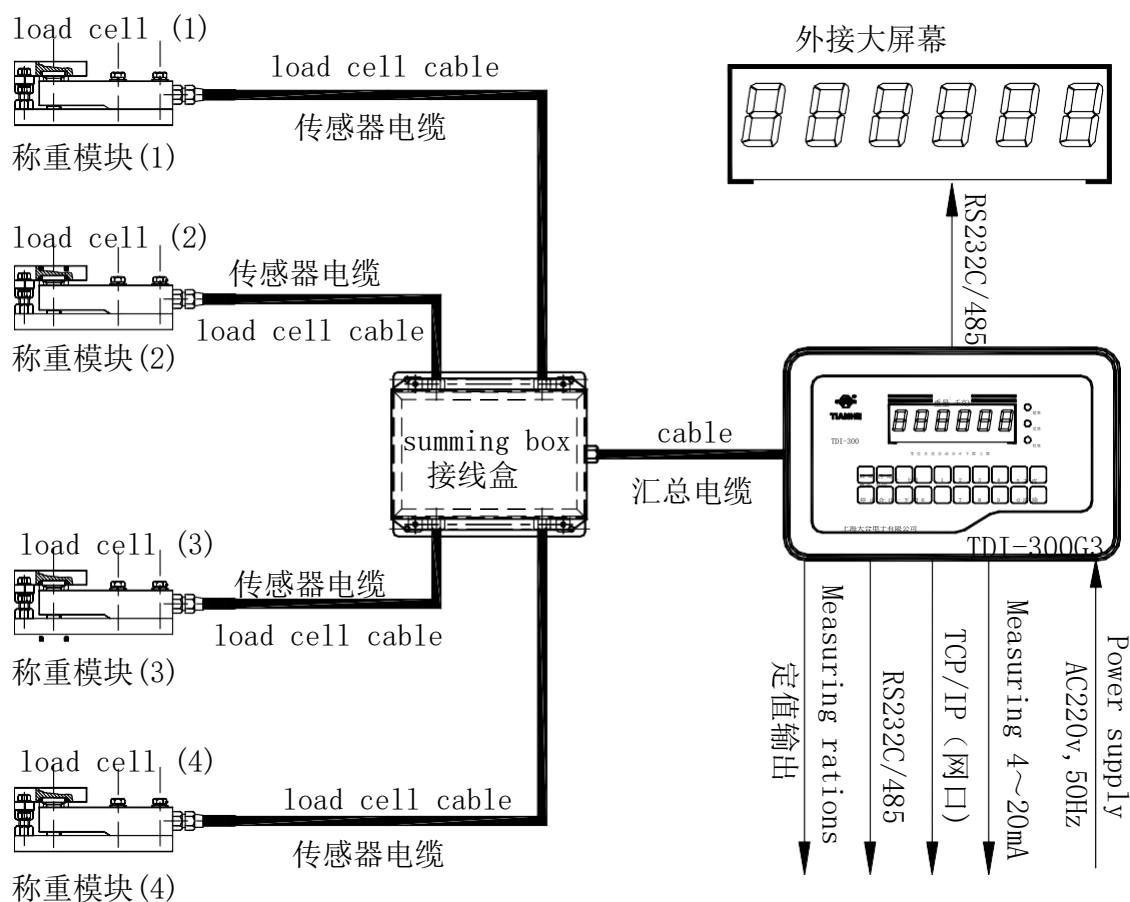 load cell (1)
load cell cable
传感器电缆
称重模块(1)
load cell (2)
传感器电缆
load cell cable
称重模块(2)
summing box
接线盒
load cell (3)
传感器电缆
load cell cable
称重模块(3)
load cell (4)
load cell cable
传感器电缆
称重模块(4)
cable
汇总电缆
外接大屏幕
RS232C/485
TDI-300
TDI-300G3
Measuring rations
定值输出
RS232C/485
TCP/IP（网口）
Measuring 4～20mA
Power supply
AC220v,50Hz